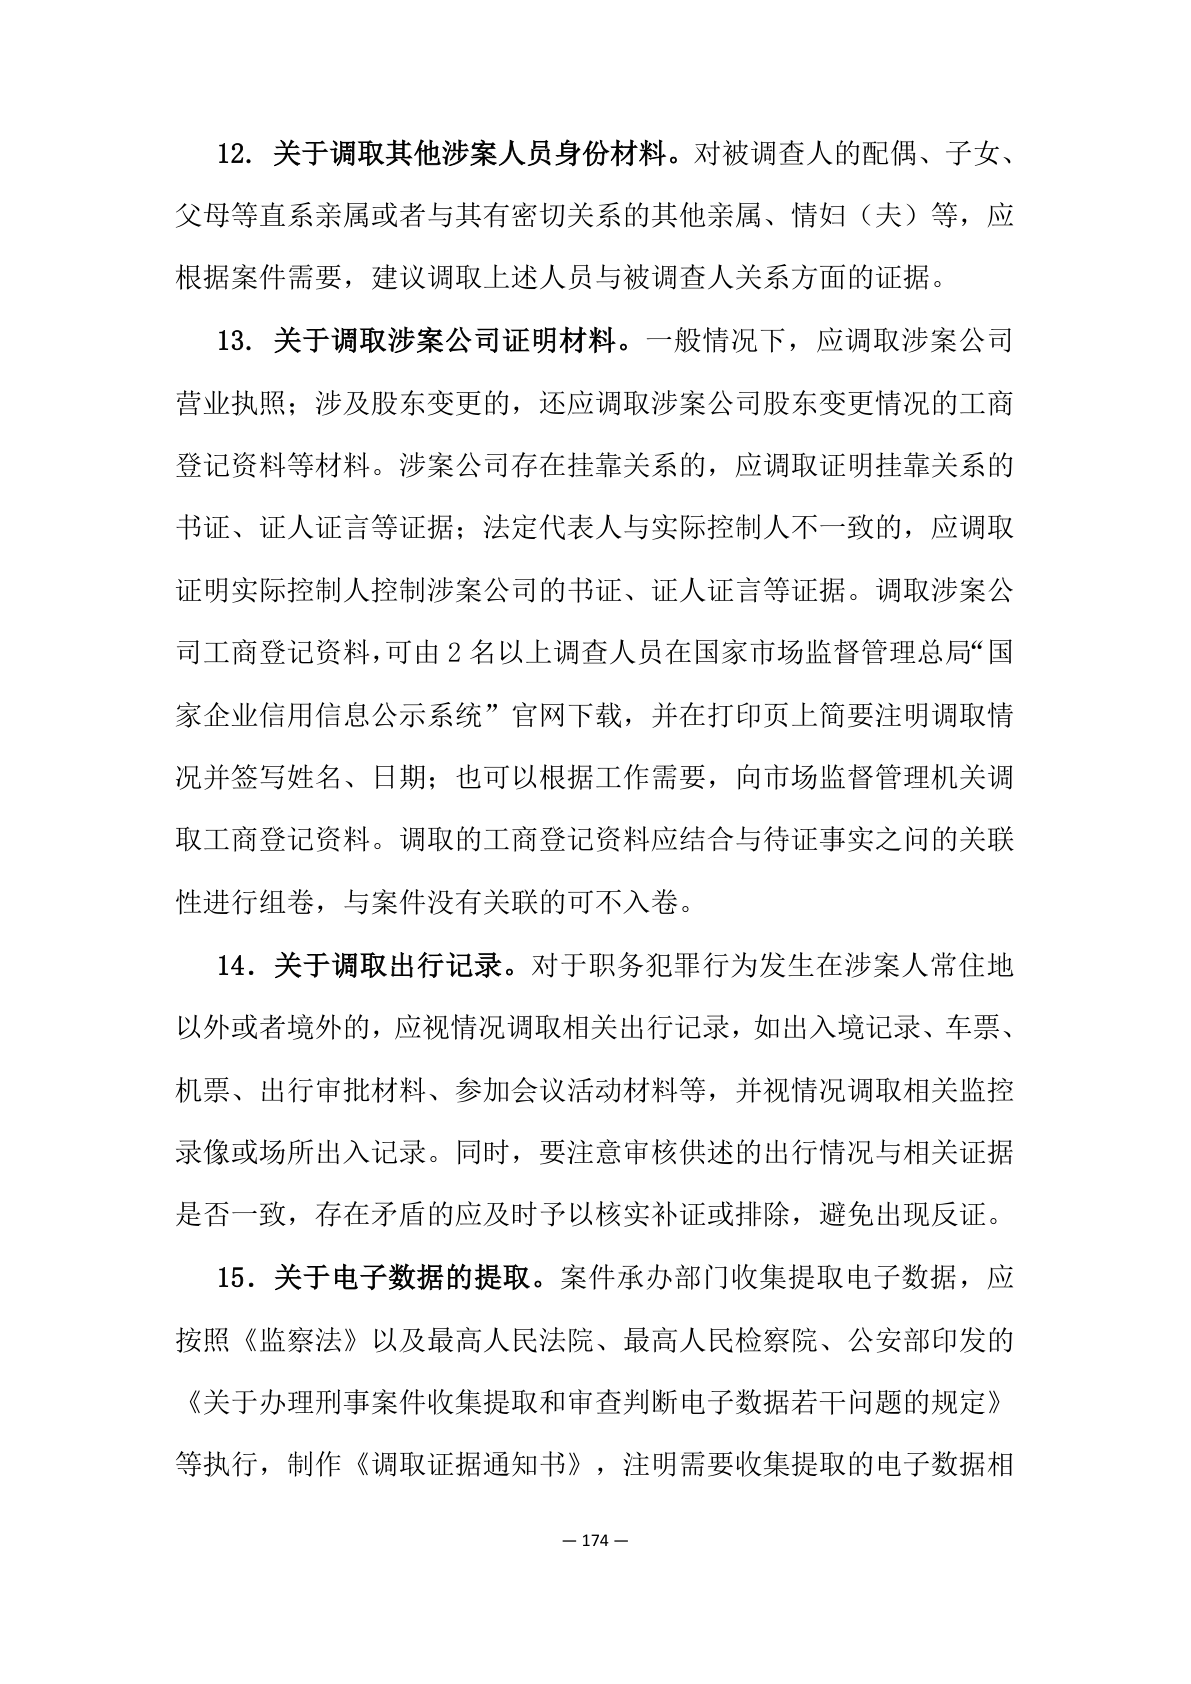 12. 关于调取其他涉案人员身份材料。对被调查人的配偶、子女、
父母等直系亲属或者与其有密切关系的其他亲属、情妇（夫）等，应
根据案件需要，建议调取上述人员与被调查人关系方面的证据。
13. 关于调取涉案公司证明材料。一般情况下，应调取涉案公司
营业执照；涉及股东变更的，还应调取涉案公司股东变更情况的工商
登记资料等材料。涉案公司存在挂靠关系的，应调取证明挂靠关系的
书证、证人证言等证据；法定代表人与实际控制人不一致的，应调取
证明实际控制人控制涉案公司的书证、证人证言等证据。调取涉案公
司工商登记资料，可由 2 名以上调查人员在国家市场监督管理总局“国
家企业信用信息公示系统”官网下载，并在打印页上简要注明调取情
况并签写姓名、日期；也可以根据工作需要，向市场监督管理机关调
取工商登记资料。调取的工商登记资料应结合与待证事实之问的关联
性进行组卷，与案件没有关联的可不入卷。
14．关于调取出行记录。对于职务犯罪行为发生在涉案人常住地
以外或者境外的，应视情况调取相关出行记录，如出入境记录、车票、
机票、出行审批材料、参加会议活动材料等，并视情况调取相关监控
录像或场所出入记录。同时，要注意审核供述的出行情况与相关证据
是否一致，存在矛盾的应及时予以核实补证或排除，避免出现反证。
15．关于电子数据的提取。案件承办部门收集提取电子数据，应
按照《监察法》以及最高人民法院、最高人民检察院、公安部印发的
《关于办理刑事案件收集提取和审查判断电子数据若干问题的规定》
等执行，制作《调取证据通知书》，注明需要收集提取的电子数据相
— 174 —